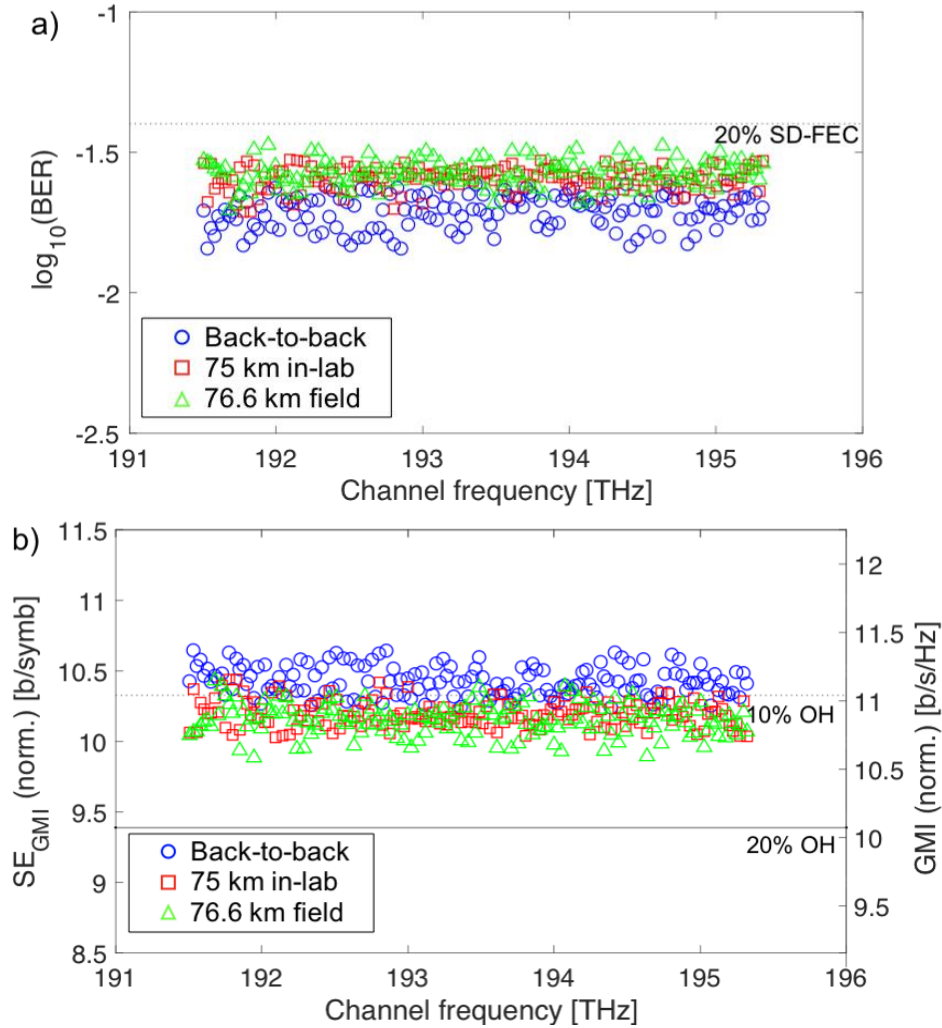 a)
-1
-1.5
-2
-2.5
log10(BER)
20% SD-FEC
Back-to-back
75 km in-lab
76.6 km field
191 192 193 194 195 196
Channel frequency [THz]
b)
11.5
11
10.5
10
9.5
9
8.5
SE_GMI (norm.) [b/symb]
12
11.5
11
10.5
10
9.5
GMI (norm.) [b/s/Hz]
10% OH
20% OH
Back-to-back
75 km in-lab
76.6 km field
191 192 193 194 195 196
Channel frequency [THz]